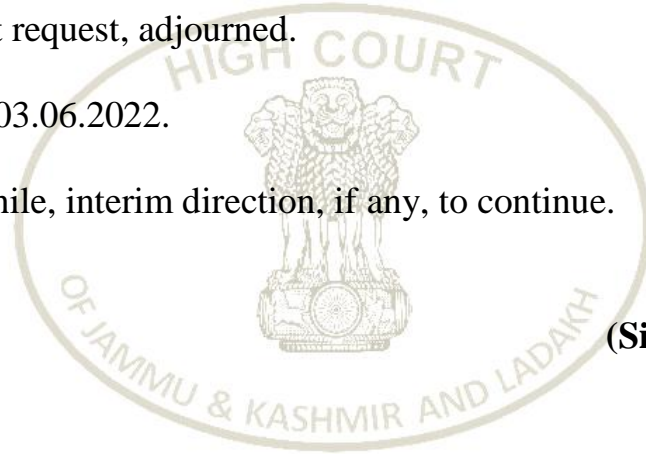 t request, adjourned.
HIGH COURT
03.06.2022.
hile, interim direction, if any, to continue.
(Si
OF JAMMU & KASHMIR AND LADAKH